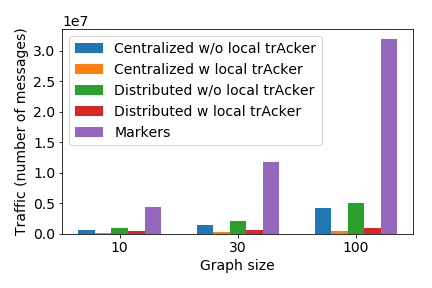 1e7
Traffic (number of messages)
3.0
2.5
2.0
1.5
1.0
0.5
0.0
Centralized w/o local trAcker
Centralized w local trAcker
Distributed w/o local trAcker
Distributed w local trAcker
Markers
10
30
100
Graph size